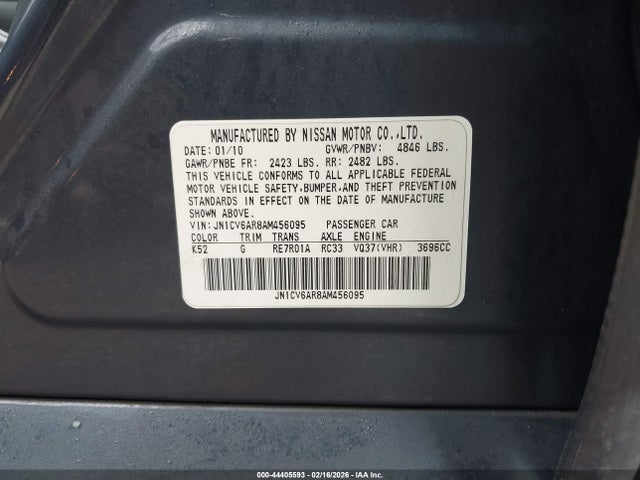 MANUFACTURED BY NISSAN MOTOR CO.,LTD.
DATE: 01/10 GVWR/PNBV: 4846 LBS.
GAWR/PNBE FR: 2423 LBS. RR: 2482 LBS.
THIS VEHICLE CONFORMS TO ALL APPLICABLE FEDERAL
MOTOR VEHICLE SAFETY,BUMPER,AND THEFT PREVENTION
STANDARDS IN EFFECT ON THE DATE OF MANUFACTURE
SHOWN ABOVE.
VIN: JN1CV6AR8AM456095 PASSENGER CAR
COLOR TRIM TRANS AXLE ENGINE
K52 G RE7R01A RC33 VQ37(VHR) 3696CC
JN1CV6AR8AM456095
000-44405593 - 02/16/2026 - IAAI.com